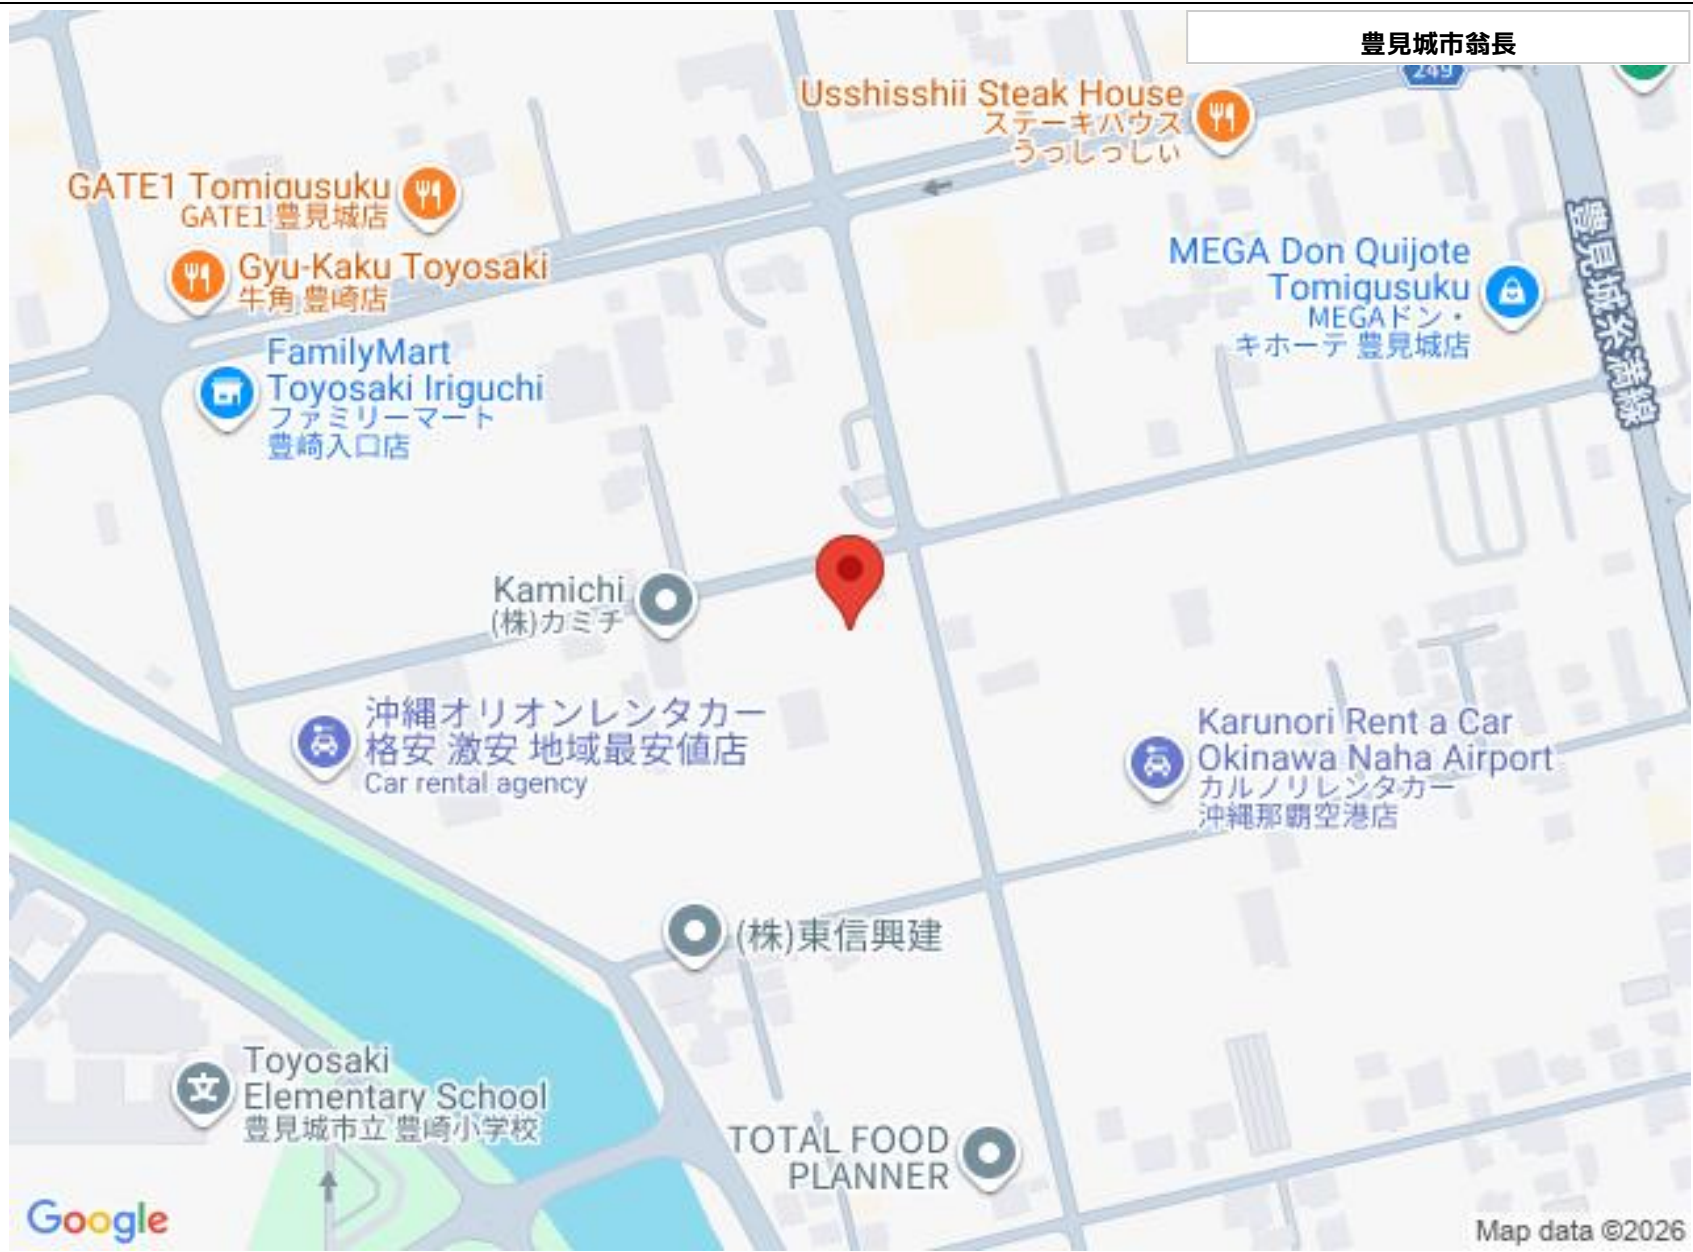 豊見城市翁長
249
Usshisshii Steak House
ステーキハウス
うっしっしぃ
GATE1 Tomigusuku
GATE1 豊見城店
Gyu-Kaku Toyosaki
牛角 豊崎店
MEGA Don Quijote
Tomigusuku
MEGAドン・
キホーテ 豊見城店
豊見城糸満線
FamilyMart
Toyosaki Iriguchi
ファミリーマート
豊崎入口店
Kamichi
(株)カミチ
沖縄オリオンレンタカー
格安 激安 地域最安値店
Car rental agency
Karunori Rent a Car
Okinawa Naha Airport
カルノリレンタカー
沖縄那覇空港店
(株)東信興建
Toyosaki
Elementary School
豊見城市立 豊崎小学校
文
TOTAL FOOD
PLANNER
Google
Map data ©2026